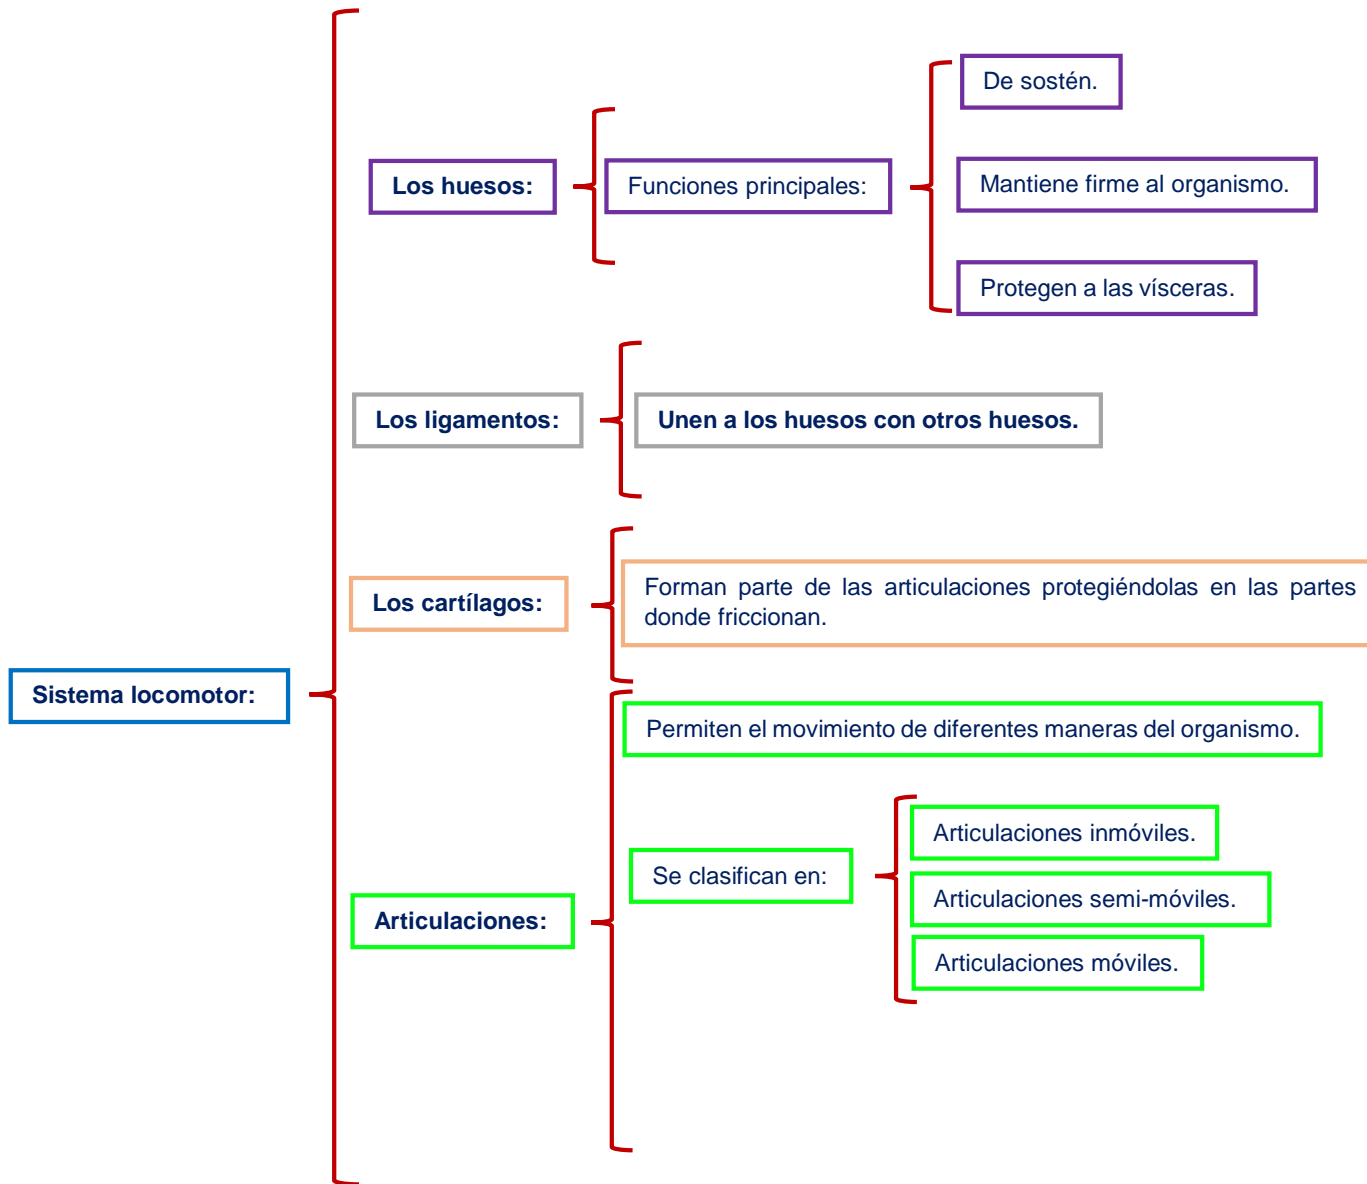 Sistema locomotor:
Los huesos:
Funciones principales:
De sostén.
Mantiene firme al organismo.
Protegen a las vísceras.
Los ligamentos:
Unen a los huesos con otros huesos.
Los cartílagos:
Forman parte de las articulaciones protegiéndolas en las partes
donde friccionan.
Articulaciones:
Permiten el movimiento de diferentes maneras del organismo.
Se clasifican en:
Articulaciones inmóviles.
Articulaciones semi-móviles.
Articulaciones móviles.